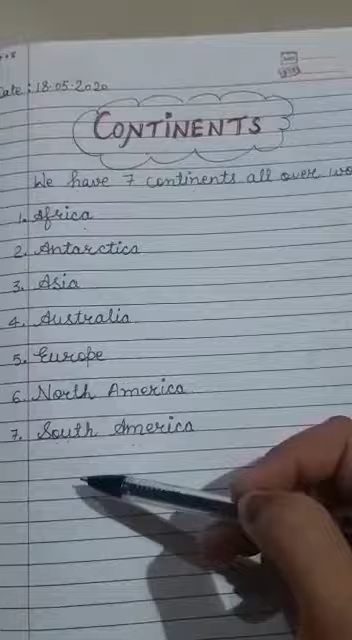 Date: 18.05.2020
CONTINENTS
We have 7 continents all over
1. Africa
2. Antarctica
3. Asia
4. Australia
5. Europe
6. North America
7. South America